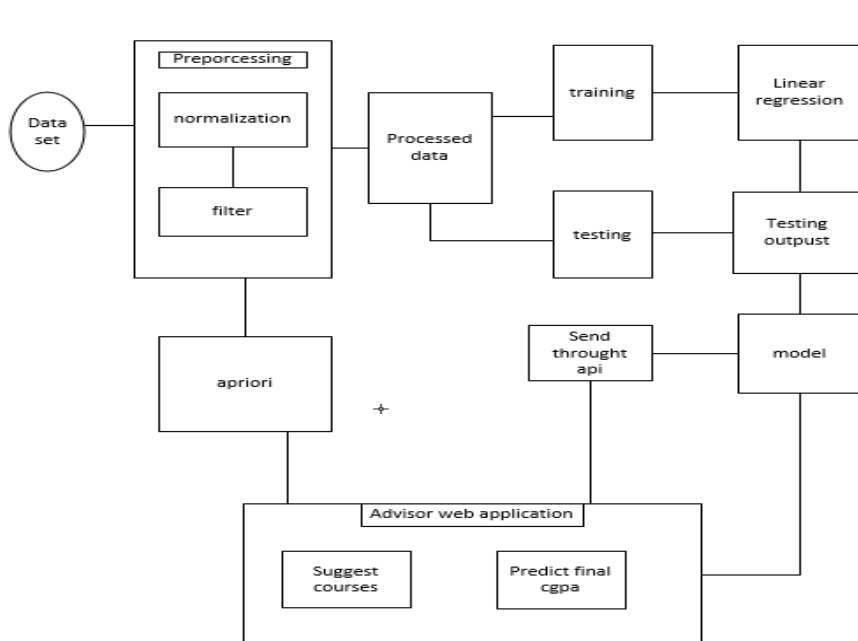 Preporcessing
Data
set
normalization
filter
Processed
data
training
Linear
regression
testing
Testing
outpust
apriori
Send
throught
api
model
Advisor web application
Suggest
courses
Predict final
cgpa